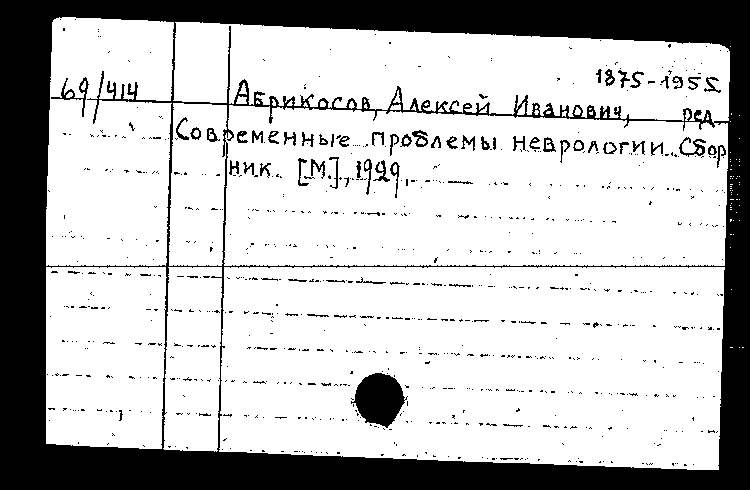 1875-1955
69/414 Абрикосов, Алексей Иванович, ред.
Современные проблемы неврологии. Сбор
ник. [М.], 1929.